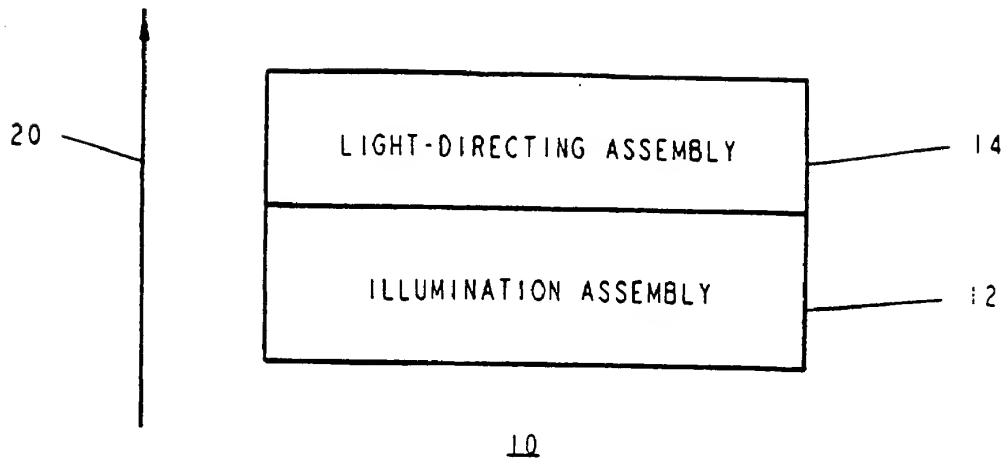 20
LIGHT-DIRECTING ASSEMBLY
14
ILLUMINATION ASSEMBLY
12
10